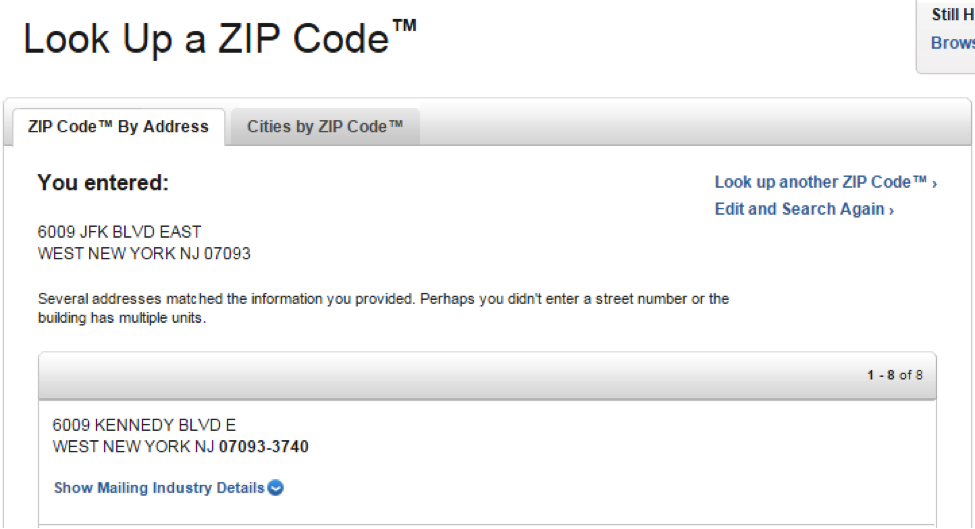 Look Up a ZIP Code™
Still H
Brows
ZIP Code™ By Address
Cities by ZIP Code™
You entered:
Look up another ZIP Code™ ›
Edit and Search Again ›
6009 JFK BLVD EAST
WEST NEW YORK NJ 07093
Several addresses matched the information you provided. Perhaps you didn't enter a street number or the
building has multiple units.
1 - 8 of 8
6009 KENNEDY BLVD E
WEST NEW YORK NJ 07093-3740
Show Mailing Industry Details